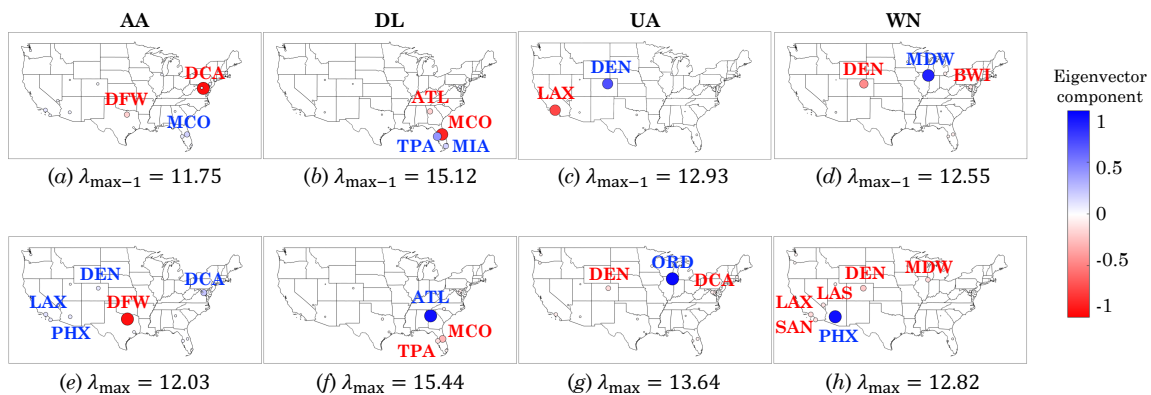 AA DL UA WN
DCA
DFW
MCO
ATL
MCO
TPA MIA
DEN
LAX
MDW
DEN BWI
Eigenvector
component
1
0.5
0
-0.5
-1
(a) λmax−1 = 11.75 (b) λmax−1 = 15.12 (c) λmax−1 = 12.93 (d) λmax−1 = 12.55
DEN DCA
LAX DFW
PHX
ATL
MCO
TPA
ORD
DEN DCA
MDW
DEN
LAX LAS
SAN PHX
(e) λmax = 12.03 (f) λmax = 15.44 (g) λmax = 13.64 (h) λmax = 12.82